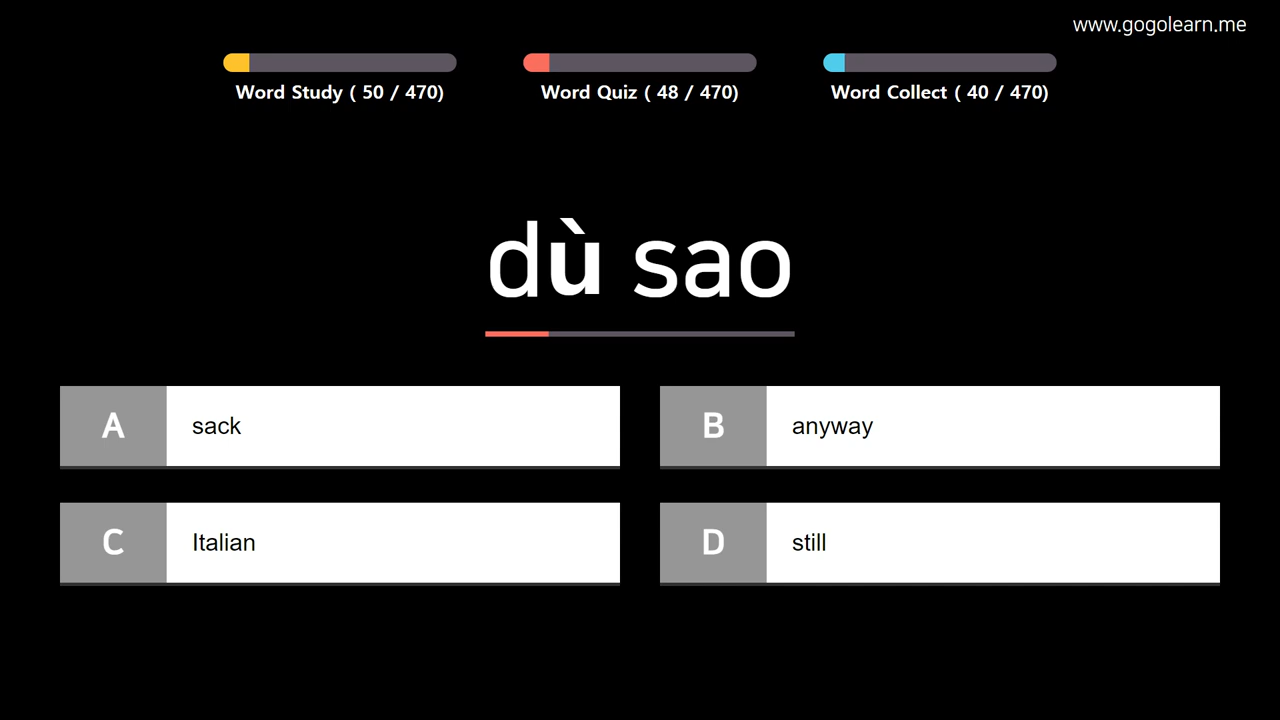 www.gogolearn.me
Word Study ( 50 / 470)
Word Quiz ( 48 / 470)
Word Collect ( 40 / 470)
dù sao
A sack
B anyway
C Italian
D still